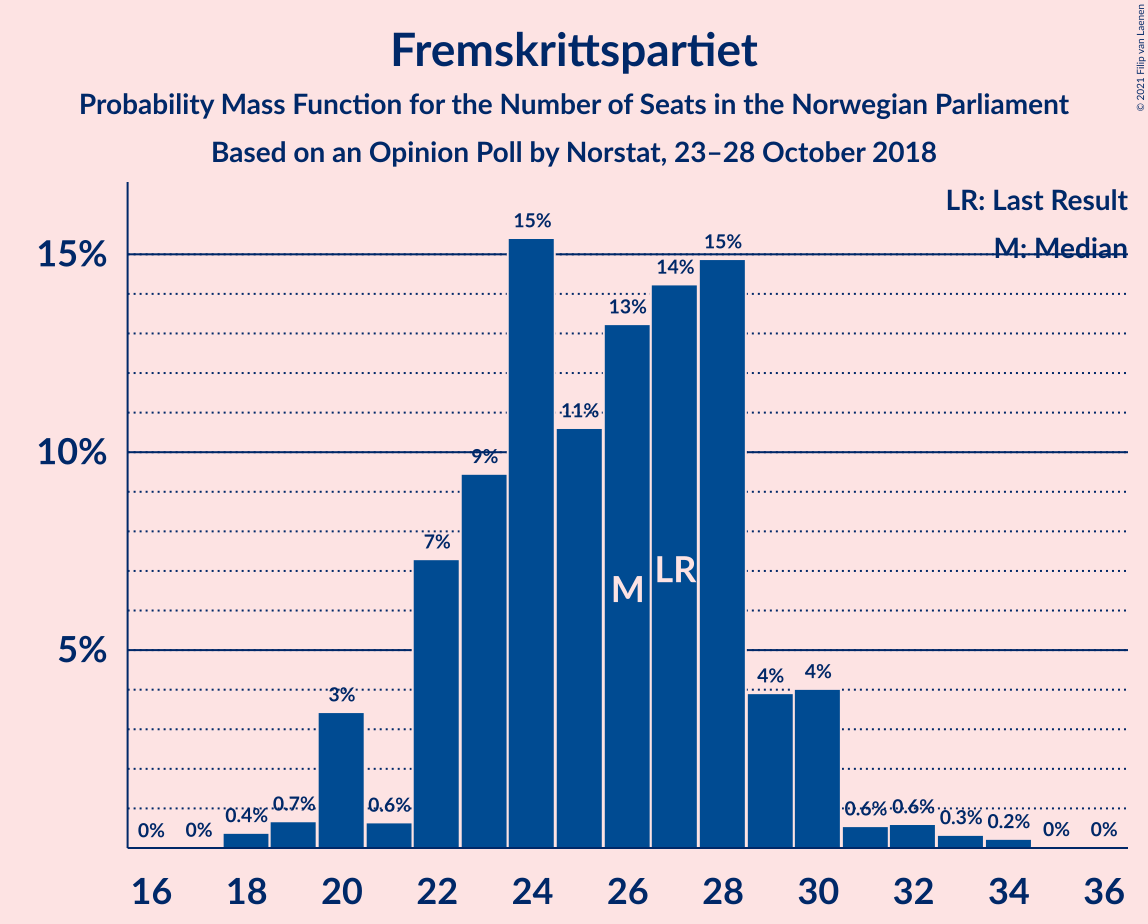 Fremskrittspartiet
Probability Mass Function for the Number of Seats in the Norwegian Parliament
Based on an Opinion Poll by Norstat, 23–28 October 2018
© 2021 Filip van Laenen
LR: Last Result
M: Median
15%
10%
5%
0%
0%
0.4%
0.7%
3%
0.6%
7%
9%
15%
11%
13%
14%
15%
4%
4%
0.6%
0.6%
0.3%
0.2%
0%
0%
M
LR
16 18 20 22 24 26 28 30 32 34 36